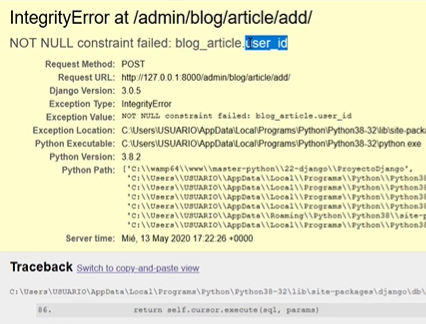 IntegrityError at /admin/blog/article/add/
NOT NULL constraint failed: blog_article.user_id
Request Method: POST
Request URL: http://127.0.0.1:8000/admin/blog/article/add/
Django Version: 3.0.5
Exception Type: IntegrityError
Exception Value: NOT NULL constraint failed: blog_article.user_id
Exception Location: C:\Users\USUARIO\AppData\Local\Programs\Python\Python38-32\lib\site-pack
Python Executable: C:\Users\USUARIO\AppData\Local\Programs\Python\Python38-32\python.exe
Python Version: 3.8.2
Python Path: ['C:\\wamp64\\www\\master-python\\22-django\\ProyectoDjango',
'C:\\Users\\USUARIO\\AppData\\Local\\Programs\\Python\\Python38
'C:\\Users\\USUARIO\\AppData\\Local\\Programs\\Python\\Python38
'C:\\Users\\USUARIO\\AppData\\Local\\Programs\\Python\\Python38
'C:\\Users\\USUARIO\\AppData\\Roaming\\Python\\Python38\\site-p
'C:\\Users\\USUARIO\\AppData\\Local\\Programs\\Python\\Python38
Server time: Mié, 13 May 2020 17:22:26 +0000
Traceback Switch to copy-and-paste view
C:\Users\USUARIO\AppData\Local\Programs\Python\Python38-32\lib\site-packages\django\db\
86. return self.cursor.execute(sql, params)